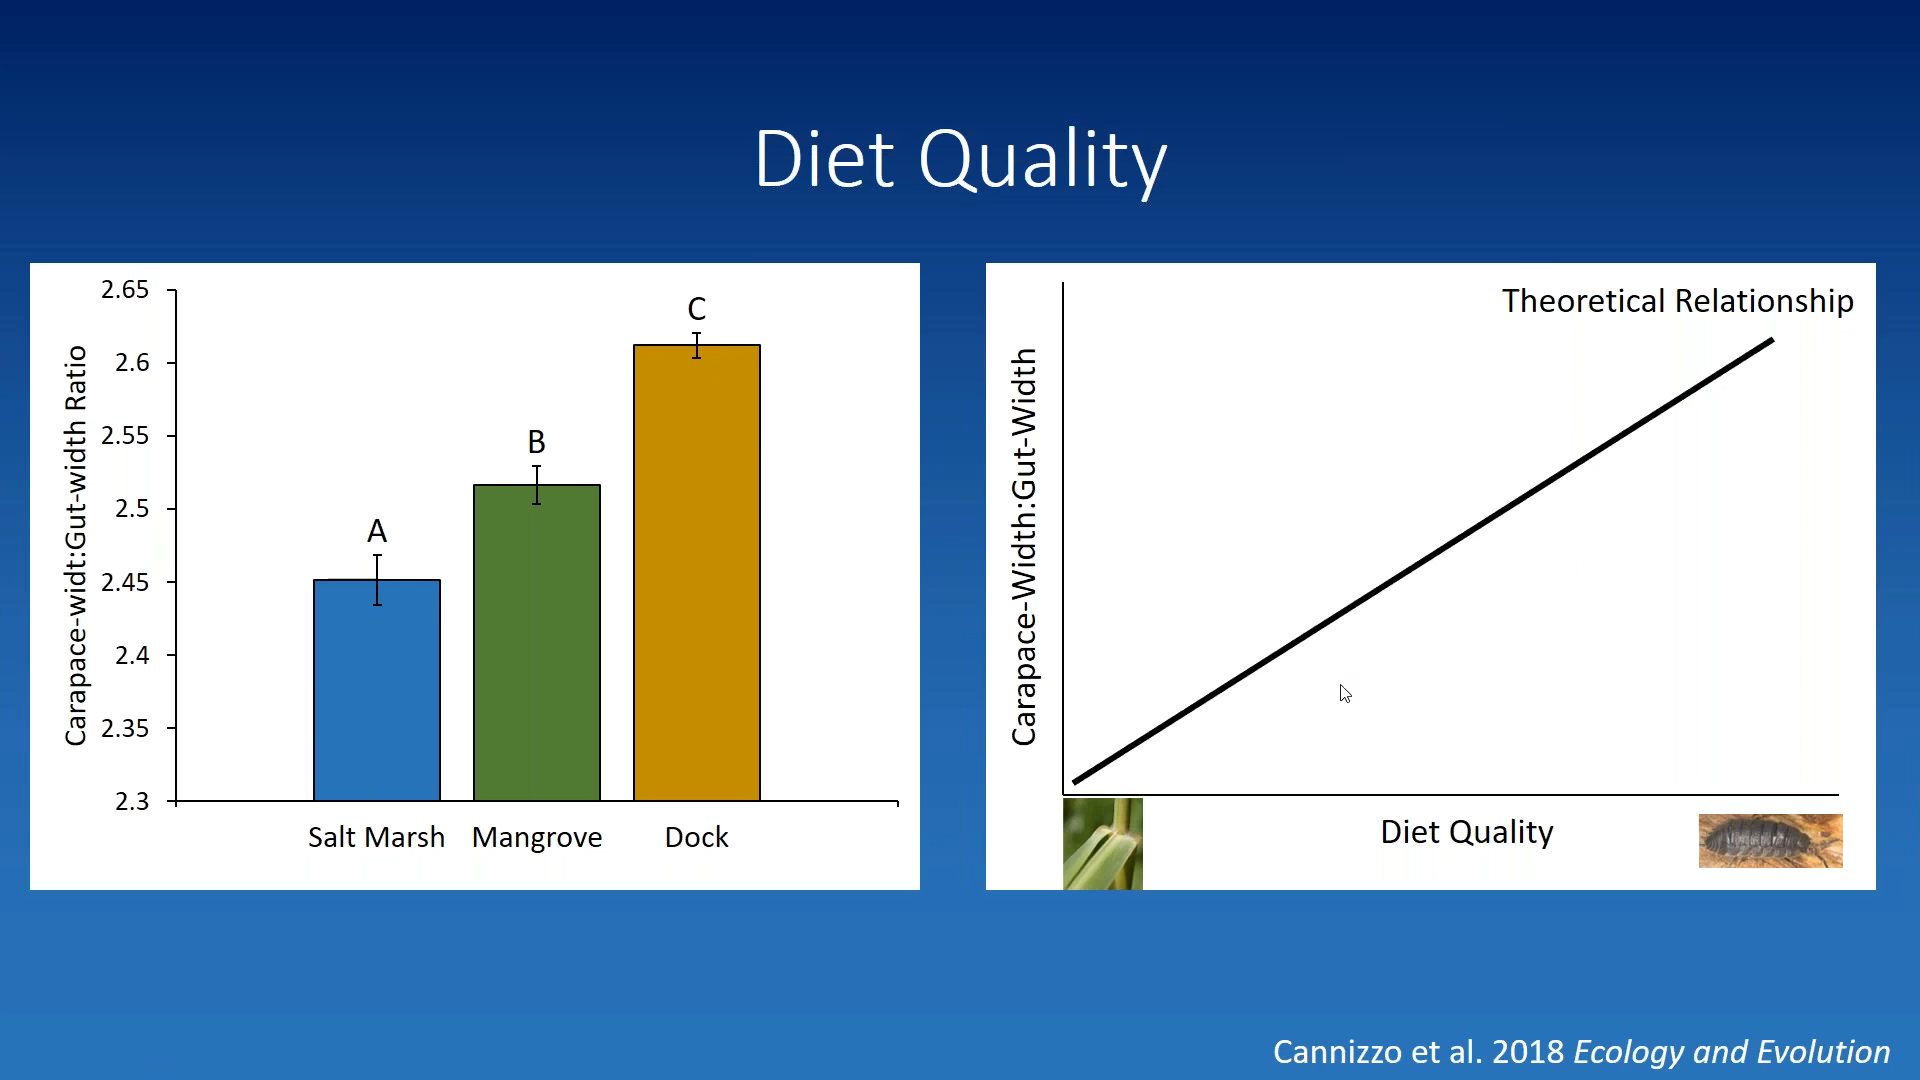 Diet Quality
Carapace-widt:Gut-width Ratio
2.65
2.6
2.55
2.5
2.45
2.4
2.35
2.3
A
B
C
Salt Marsh
Mangrove
Dock
Theoretical Relationship
Carapace-Width:Gut-Width
Diet Quality
Cannizzo et al. 2018 Ecology and Evolution